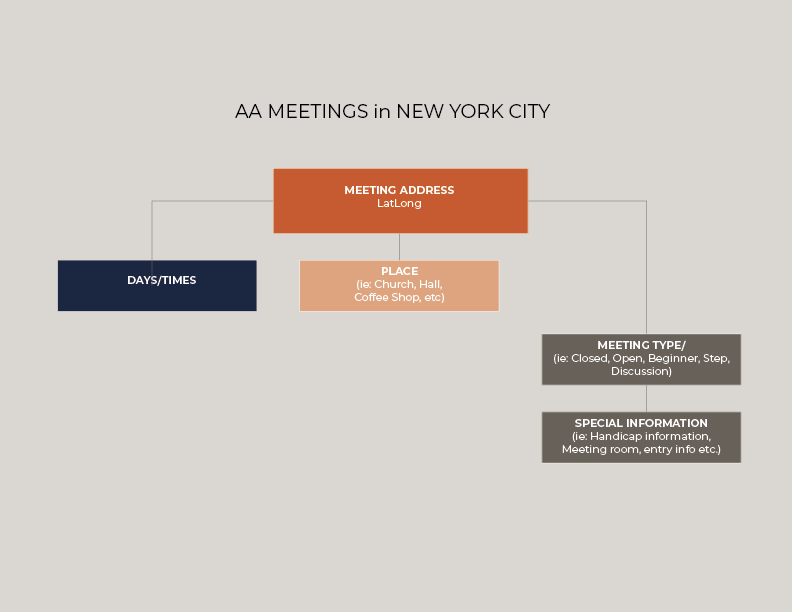 AA MEETINGS in NEW YORK CITY
MEETING ADDRESS
LatLong
DAYS/TIMES
PLACE
(ie: Church, Hall,
Coffee Shop, etc)
MEETING TYPE/
(ie: Closed, Open, Beginner, Step,
Discussion)
SPECIAL INFORMATION
(ie: Handicap information,
Meeting room, entry info etc.)